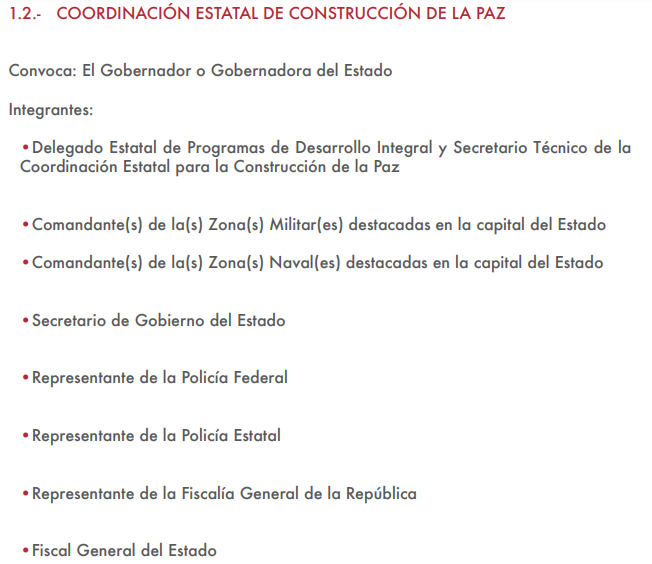 1.2.- COORDINACIÓN ESTATAL DE CONSTRUCCIÓN DE LA PAZ
Convoca: El Gobernador o Gobernadora del Estado
Integrantes:
•Delegado Estatal de Programas de Desarrollo Integral y Secretario Técnico de la
Coordinación Estatal para la Construcción de la Paz
•Comandante(s) de la(s) Zona(s) Militar(es) destacadas en la capital del Estado
•Comandante(s) de la(s) Zona(s) Naval(es) destacadas en la capital del Estado
•Secretario de Gobierno del Estado
•Representante de la Policía Federal
•Representante de la Policía Estatal
•Representante de la Fiscalía General de la República
•Fiscal General del Estado